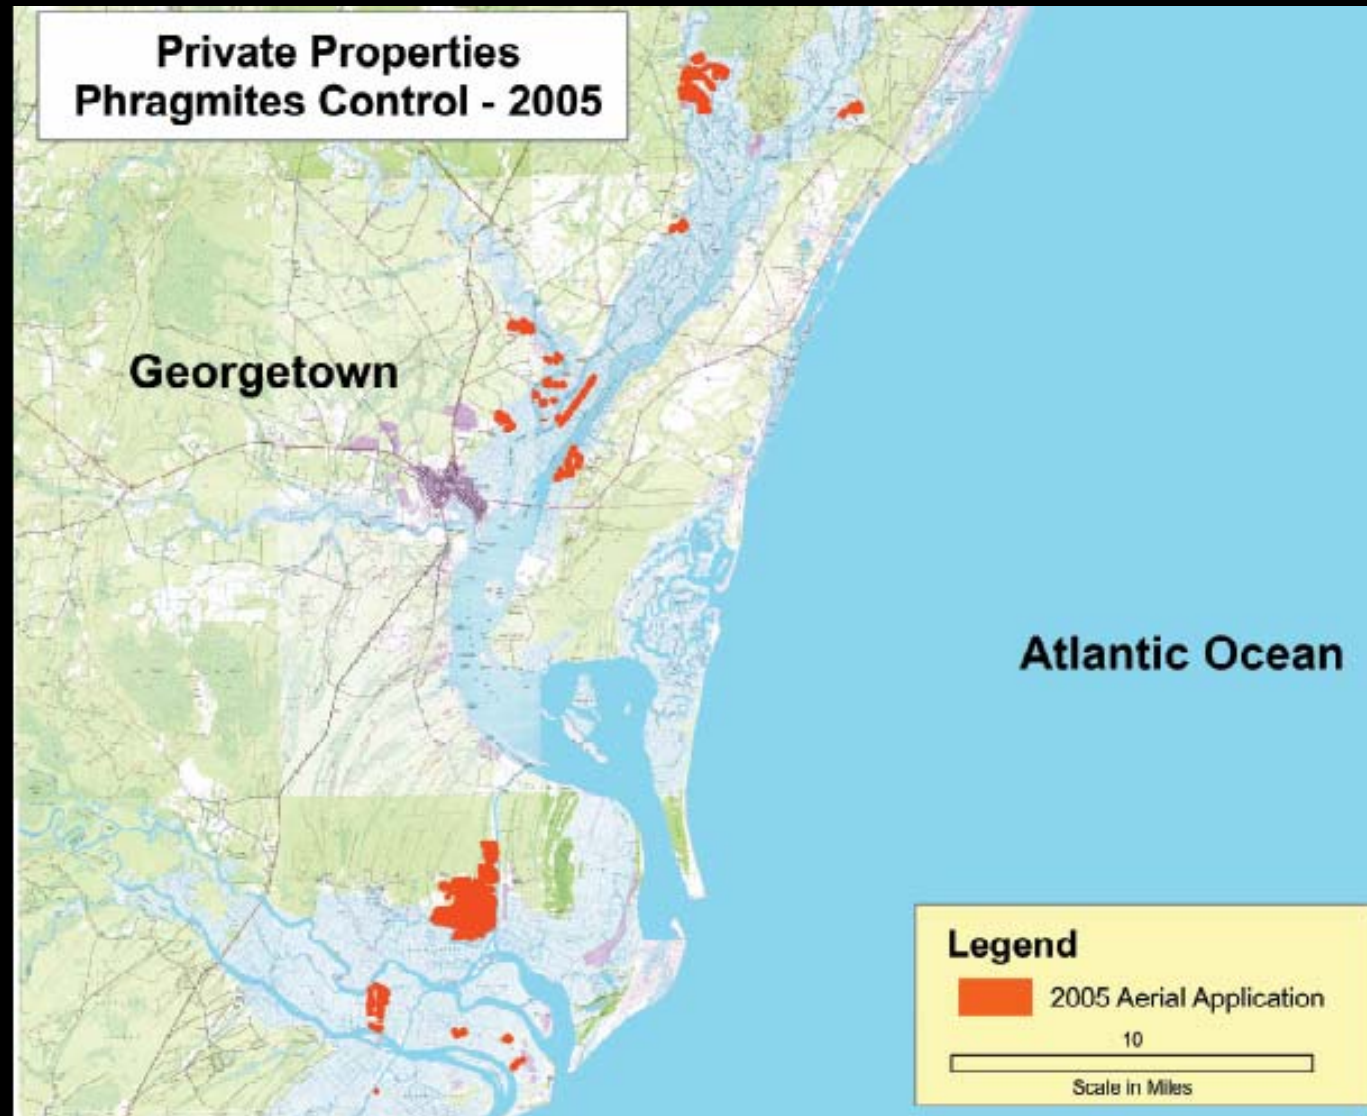 Private Properties
Phragmites Control - 2005
Georgetown
Atlantic Ocean
Legend
2005 Aerial Application
10
Scale in Miles